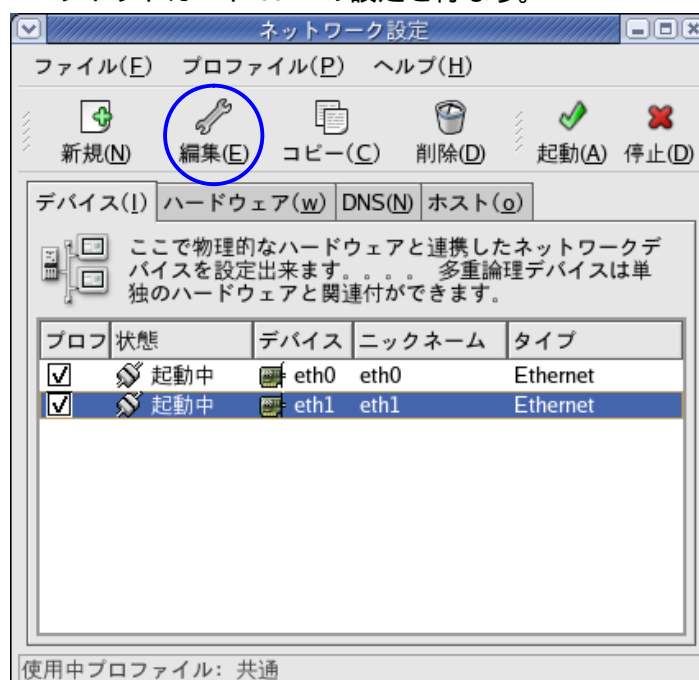 ネットワーク設定
ファイル(F) プロファイル(P) ヘルプ(H)
新規(N) 編集(E) コピー(C) 削除(D) 起動(A) 停止(D)
デバイス(I) ハードウェア(w) DNS(N) ホスト(o)
ここで物理的なハードウェアと連携したネットワークデ
バイスを設定出来ます。。。。 多重論理デバイスは単
独のハードウェアと関連付ができます。
プロフ 状態 デバイス ニックネーム タイプ
起動中 eth0 eth0 Ethernet
起動中 eth1 eth1 Ethernet
使用中プロファイル: 共通